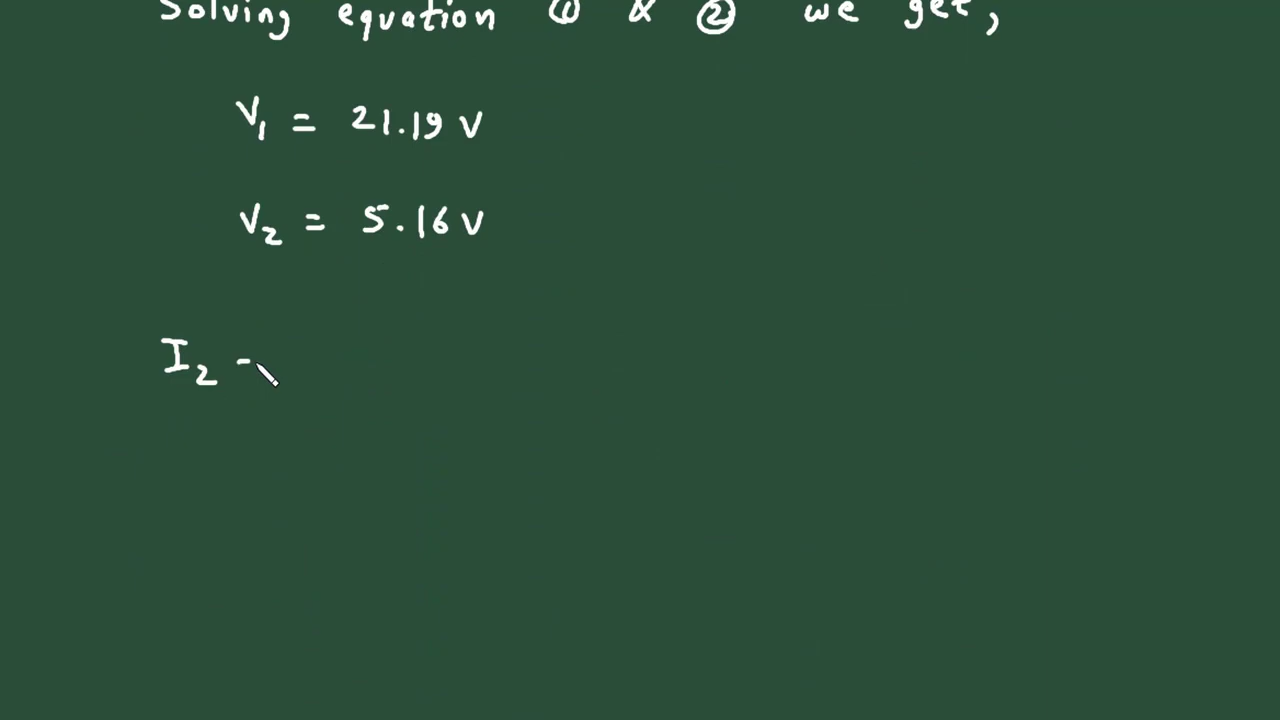 Solving equation ① & ② we get,
V₁ = 21.19 V
V₂ = 5.16 V
I₂ -